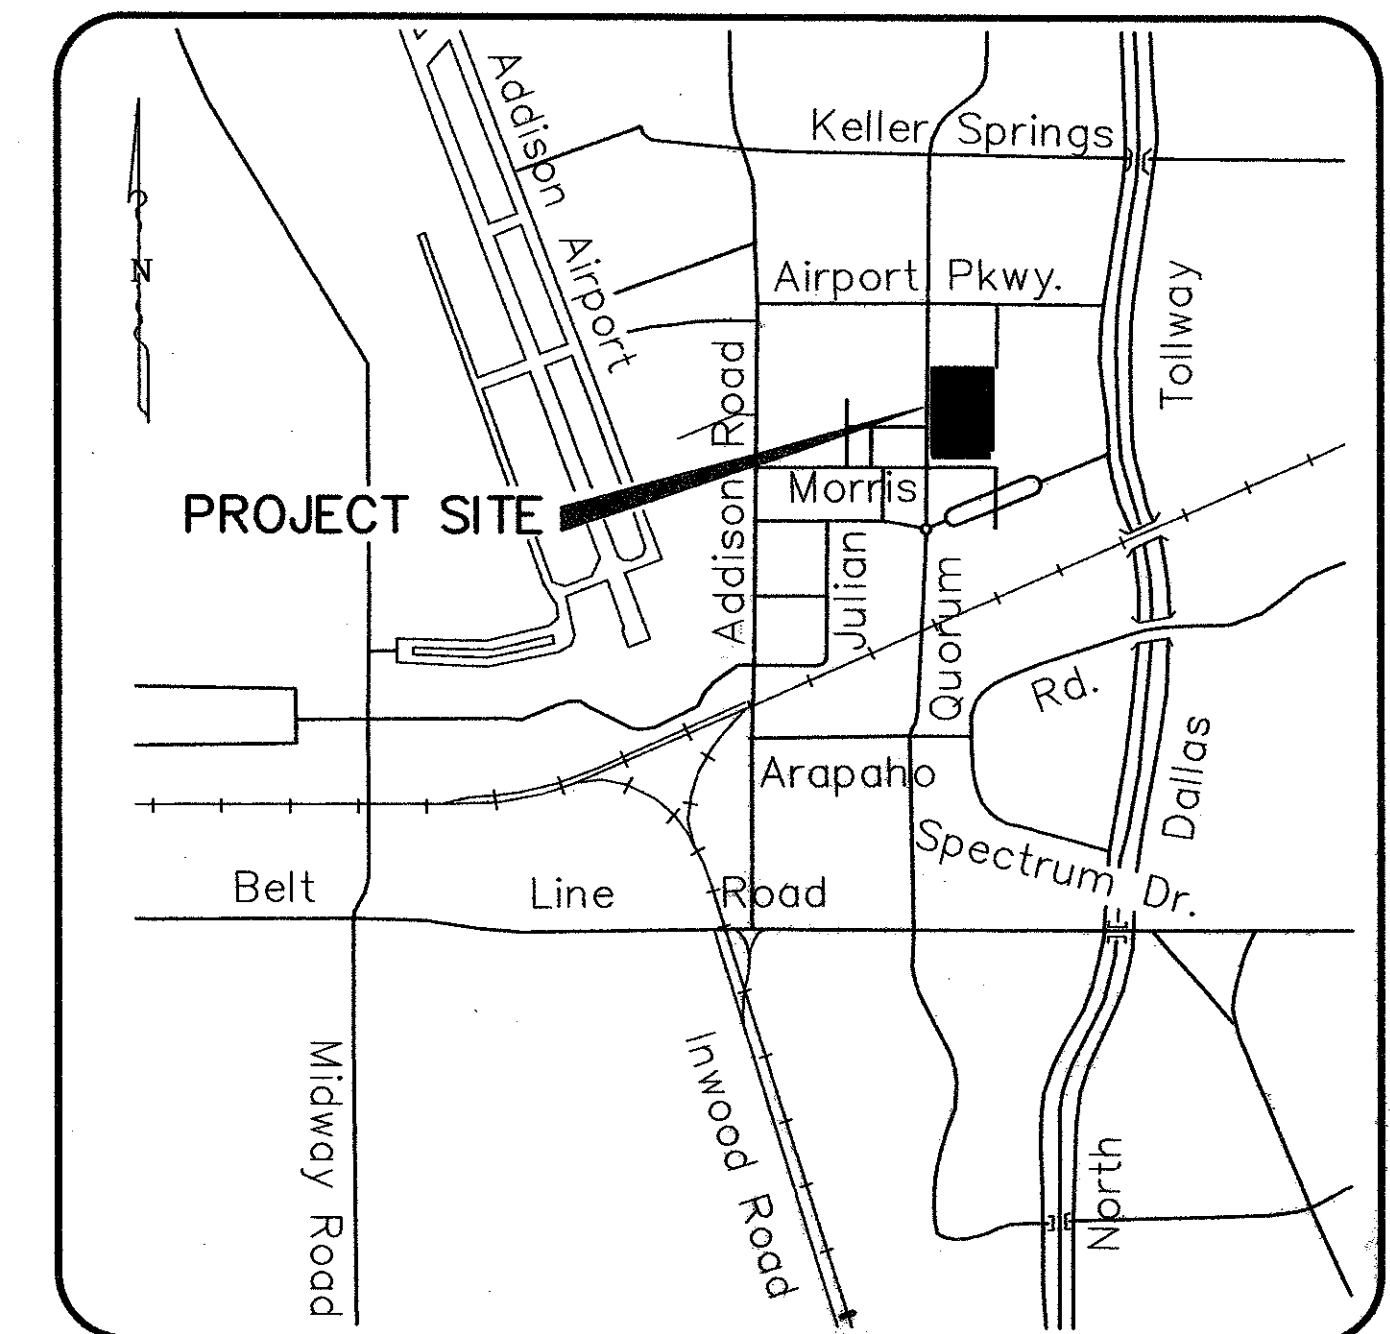 Keller Springs
Addison Airport
N
Airport Pkwy.
Tollway
Addison Road
PROJECT SITE
Morris
Julian
Quorum
Rd.
Arapaho
Dallas
Spectrum Dr.
Belt Line Road
Midway Road
Inwood Road
North